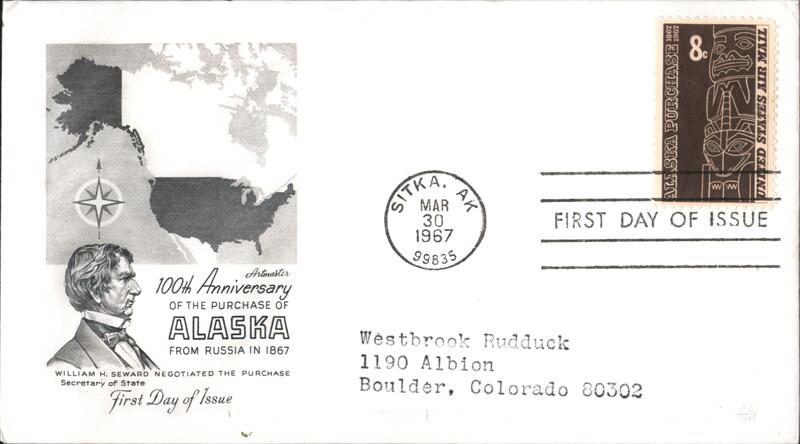 ALASKA PURCHASE 1867 1967
8c
UNITED STATES AIR MAIL
SITKA, AK
MAR
30
1967
99835
FIRST DAY OF ISSUE
Artmaster
100th Anniversary
OF THE PURCHASE OF
ALASKA
FROM RUSSIA IN 1867
WILLIAM H. SEWARD NEGOTIATED THE PURCHASE
Secretary of State
First Day of Issue
Westbrook Rudduck
1190 Albion
Boulder, Colorado 80302